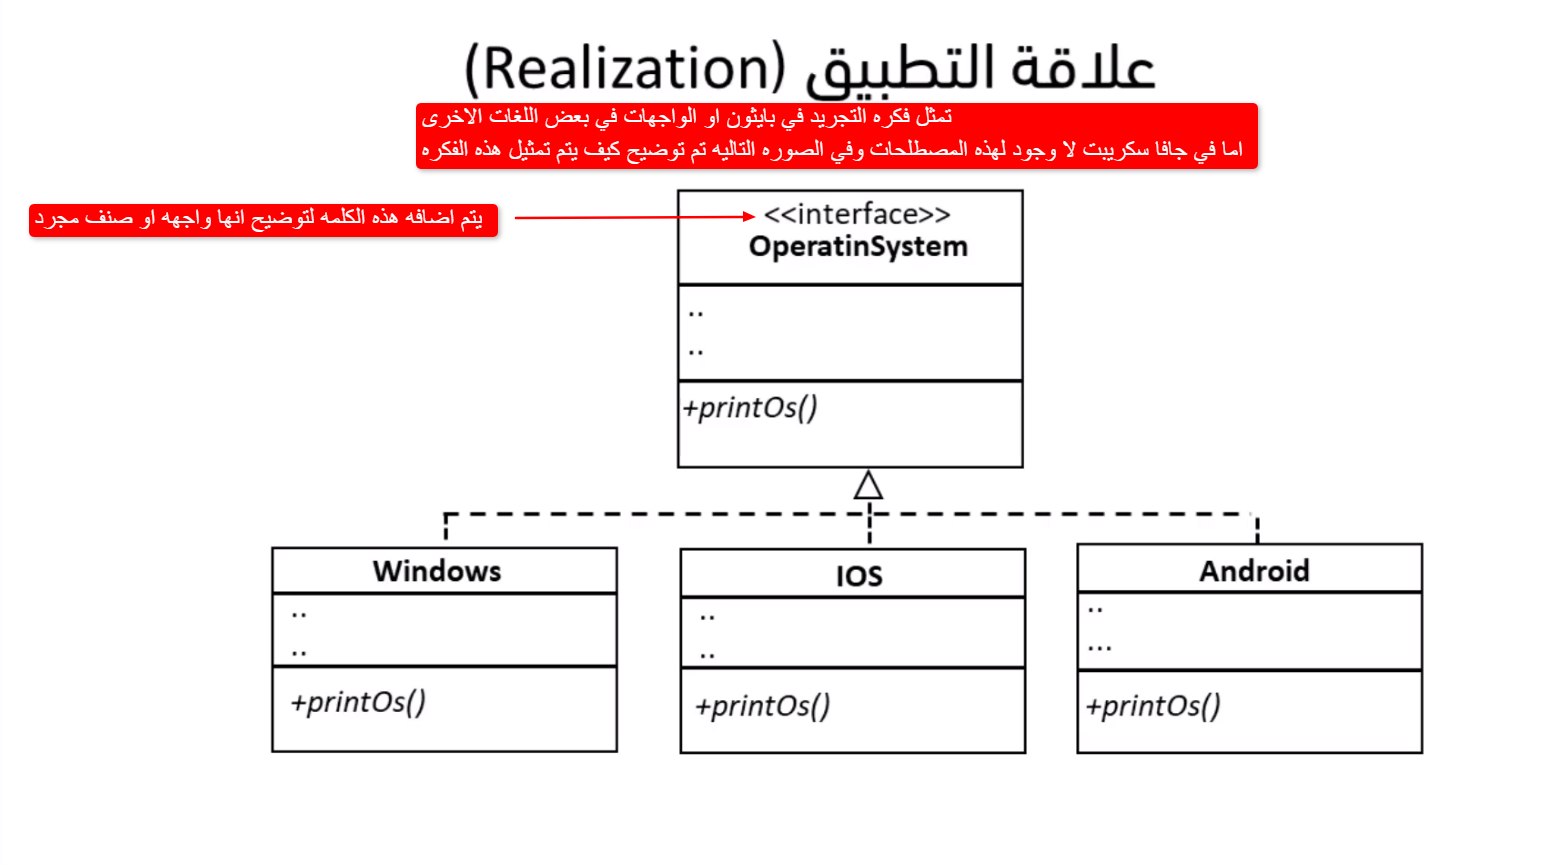 علاقة التطبيق (Realization)
تمثل فكره التجريد في بايثون او الواجهات في بعض اللغات الاخرى
اما في جافا سكريبت لا وجود لهذه المصطلحات وفي الصوره التاليه تم توضيح كيف يتم تمثيل هذه الفكره
يتم اضافه هذه الكلمه لتوضيح انها واجهه او صنف مجرد
<<interface>>
OperatinSystem
..
..
+printOs()
Windows
..
..
+printOs()
IOS
..
..
+printOs()
Android
..
...
+printOs()